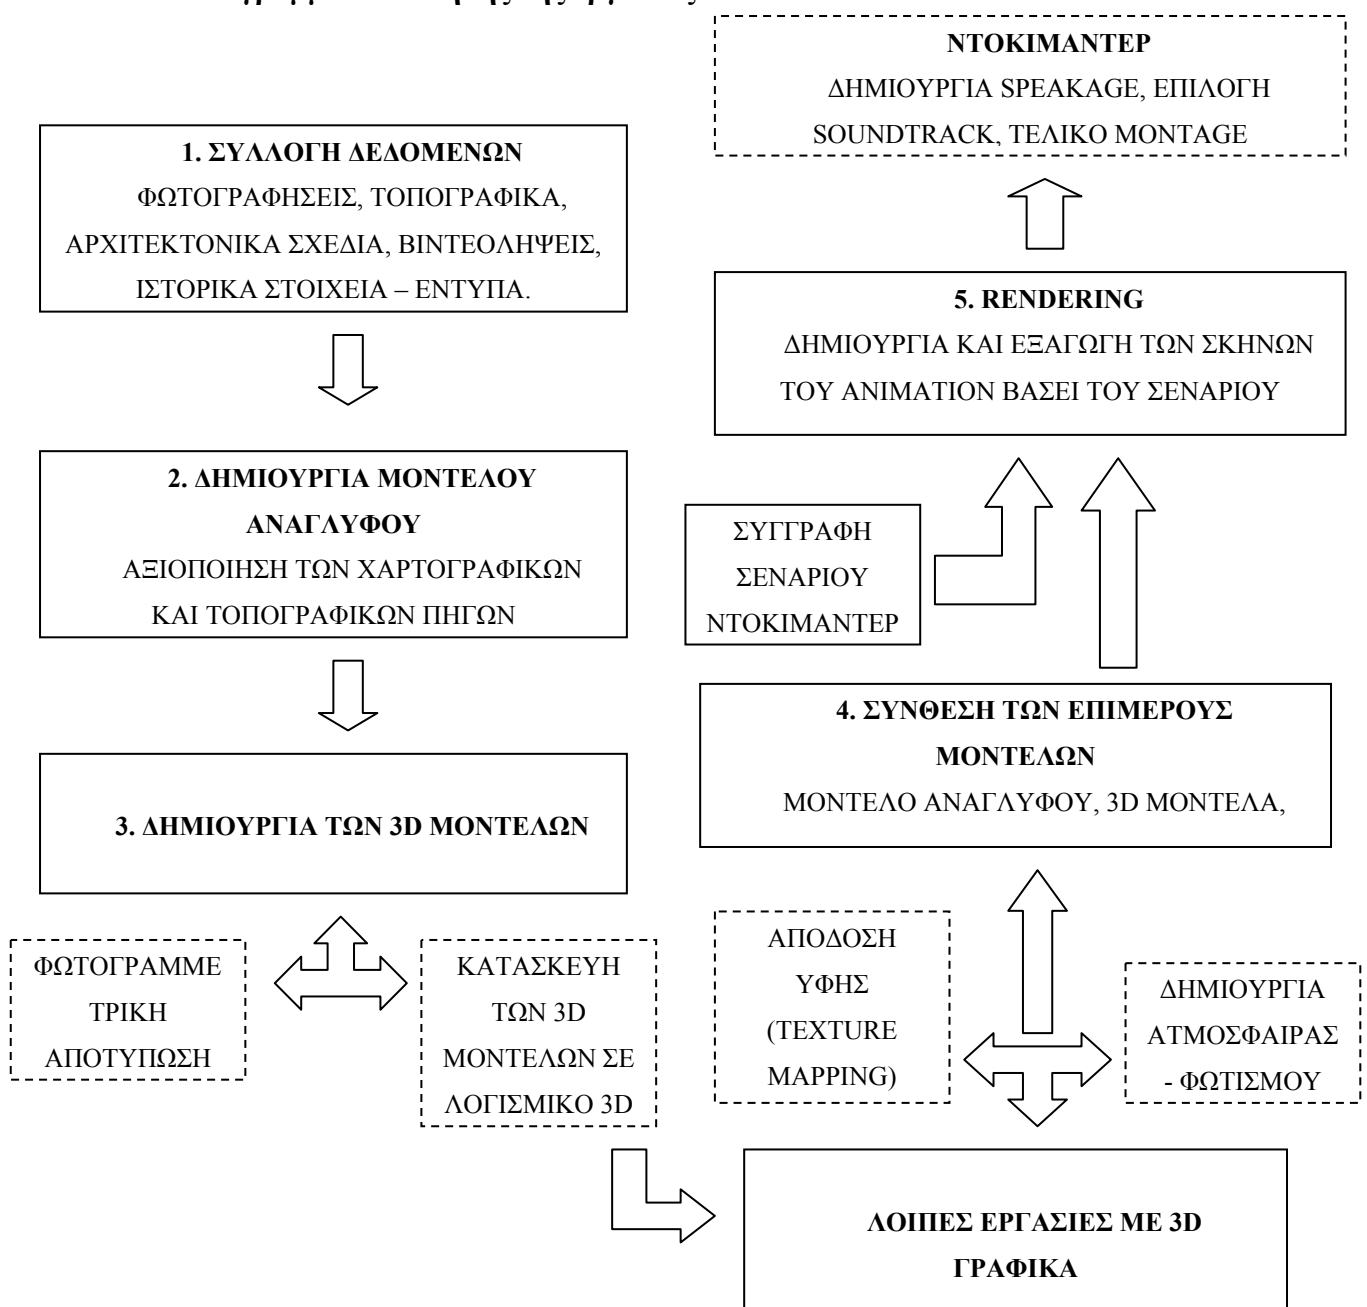 1. ΣΥΛΛΟΓΗ ΔΕΔΟΜΕΝΩΝ
ΦΩΤΟΓΡΑΦΗΣΕΙΣ, ΤΟΠΟΓΡΑΦΙΚΑ,
ΑΡΧΙΤΕΚΤΟΝΙΚΑ ΣΧΕΔΙΑ, ΒΙΝΤΕΟΛΗΨΕΙΣ,
ΙΣΤΟΡΙΚΑ ΣΤΟΙΧΕΙΑ – ΕΝΤΥΠΑ.
2. ΔΗΜΙΟΥΡΓΙΑ ΜΟΝΤΕΛΟΥ
ΑΝΑΓΛΥΦΟΥ
ΑΞΙΟΠΟΙΗΣΗ ΤΩΝ ΧΑΡΤΟΓΡΑΦΙΚΩΝ
ΚΑΙ ΤΟΠΟΓΡΑΦΙΚΩΝ ΠΗΓΩΝ
3. ΔΗΜΙΟΥΡΓΙΑ ΤΩΝ 3D ΜΟΝΤΕΛΩΝ
ΦΩΤΟΓΡΑΜΜΕ
ΤΡΙΚΗ
ΑΠΟΤΥΠΩΣΗ
ΚΑΤΑΣΚΕΥΗ
ΤΩΝ 3D
ΜΟΝΤΕΛΩΝ ΣΕ
ΛΟΓΙΣΜΙΚΟ 3D
ΛΟΙΠΕΣ ΕΡΓΑΣΙΕΣ ΜΕ 3D
ΓΡΑΦΙΚΑ
ΑΠΟΔΟΣΗ
ΥΦΗΣ
(TEXTURE
MAPPING)
ΔΗΜΙΟΥΡΓΙΑ
ΑΤΜΟΣΦΑΙΡΑΣ
- ΦΩΤΙΣΜΟΥ
4. ΣΥΝΘΕΣΗ ΤΩΝ ΕΠΙΜΕΡΟΥΣ
ΜΟΝΤΕΛΩΝ
ΜΟΝΤΕΛΟ ΑΝΑΓΛΥΦΟΥ, 3D ΜΟΝΤΕΛΑ,
ΣΥΓΓΡΑΦΗ
ΣΕΝΑΡΙΟΥ
ΝΤΟΚΙΜΑΝΤΕΡ
5. RENDERING
ΔΗΜΙΟΥΡΓΙΑ ΚΑΙ ΕΞΑΓΩΓΗ ΤΩΝ ΣΚΗΝΩΝ
ΤΟΥ ANIMATION ΒΑΣΕΙ ΤΟΥ ΣΕΝΑΡΙΟΥ
ΝΤΟΚΙΜΑΝΤΕΡ
ΔΗΜΙΟΥΡΓΙΑ SPEAKAGE, ΕΠΙΛΟΓΗ
SOUNDTRACK, ΤΕΛΙΚΟ MONTAGE